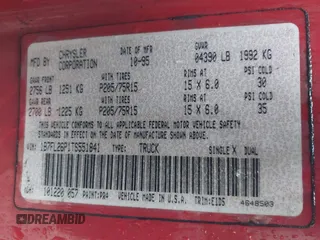 MFD BY CHRYSLER CORPORATION
DATE OF MFR 10-95
GVWR 04390 LB 1992 KG
GAWR FRONT WITH TIRES RIMS AT PSI COLD
2756 LB 1251 KG P205/75R15 15 X 6.0 30
GAWR REAR WITH TIRES RIMS AT PSI COLD
2700 LB 1225 KG P205/75R15 15 X 6.0 35
THIS VEHICLE CONFORMS TO ALL APPLICABLE FEDERAL MOTOR VEHICLE SAFETY
STANDARDS IN EFFECT ON THE DATE OF MANUFACTURE SHOWN ABOVE.
TYPE: TRUCK SINGLE X DUAL
PAINT:PR4 VEHICLE MADE IN U.S.A. 4648503
DREAMBID